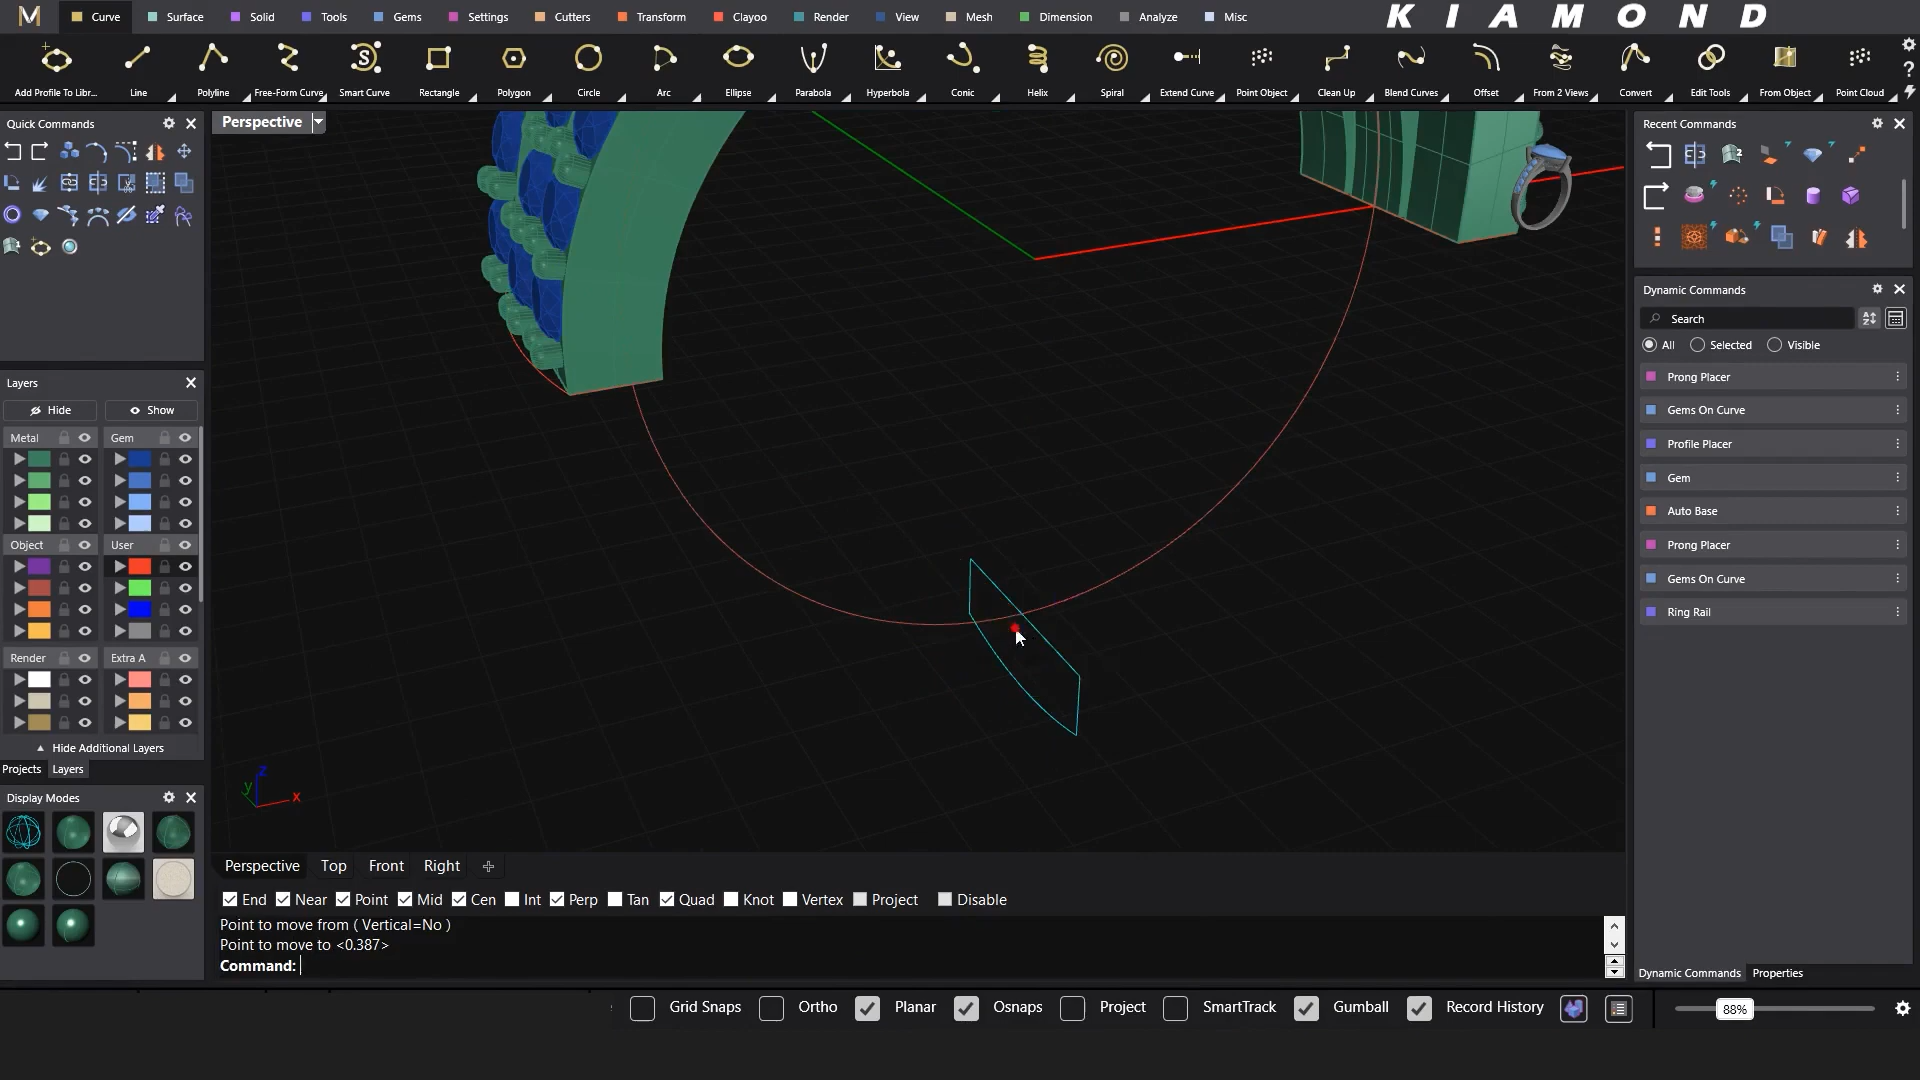 Curve Surface Solid Tools Gems Settings Cutters Transform Clayoo Render View Mesh Dimension Analyze Misc
K I A M O N D
Add Profile To Libr... Line Polyline Free-Form Curve Smart Curve Rectangle Polygon Circle Arc Ellipse Parabola Hyperbola Conic Helix Spiral Extend Curve Point Object Clean Up Blend Curves Offset From 2 Views Convert Edit Tools From Object Point Cloud
Quick Commands
Perspective
Recent Commands
Dynamic Commands
Search
All Selected Visible
Prong Placer
Gems On Curve
Profile Placer
Gem
Auto Base
Prong Placer
Gems On Curve
Ring Rail
Layers
Hide Show
Metal Gem
Object User
Render Extra A
Hide Additional Layers
Projects Layers
Display Modes
z
y
x
Perspective Top Front Right
End Near Point Mid Cen Int Perp Tan Quad Knot Vertex Project Disable
Point to move from ( Vertical=No )
Point to move to <0.387>
Command:
Dynamic Commands Properties
Grid Snaps Ortho Planar Osnaps Project SmartTrack Gumball Record History 88%